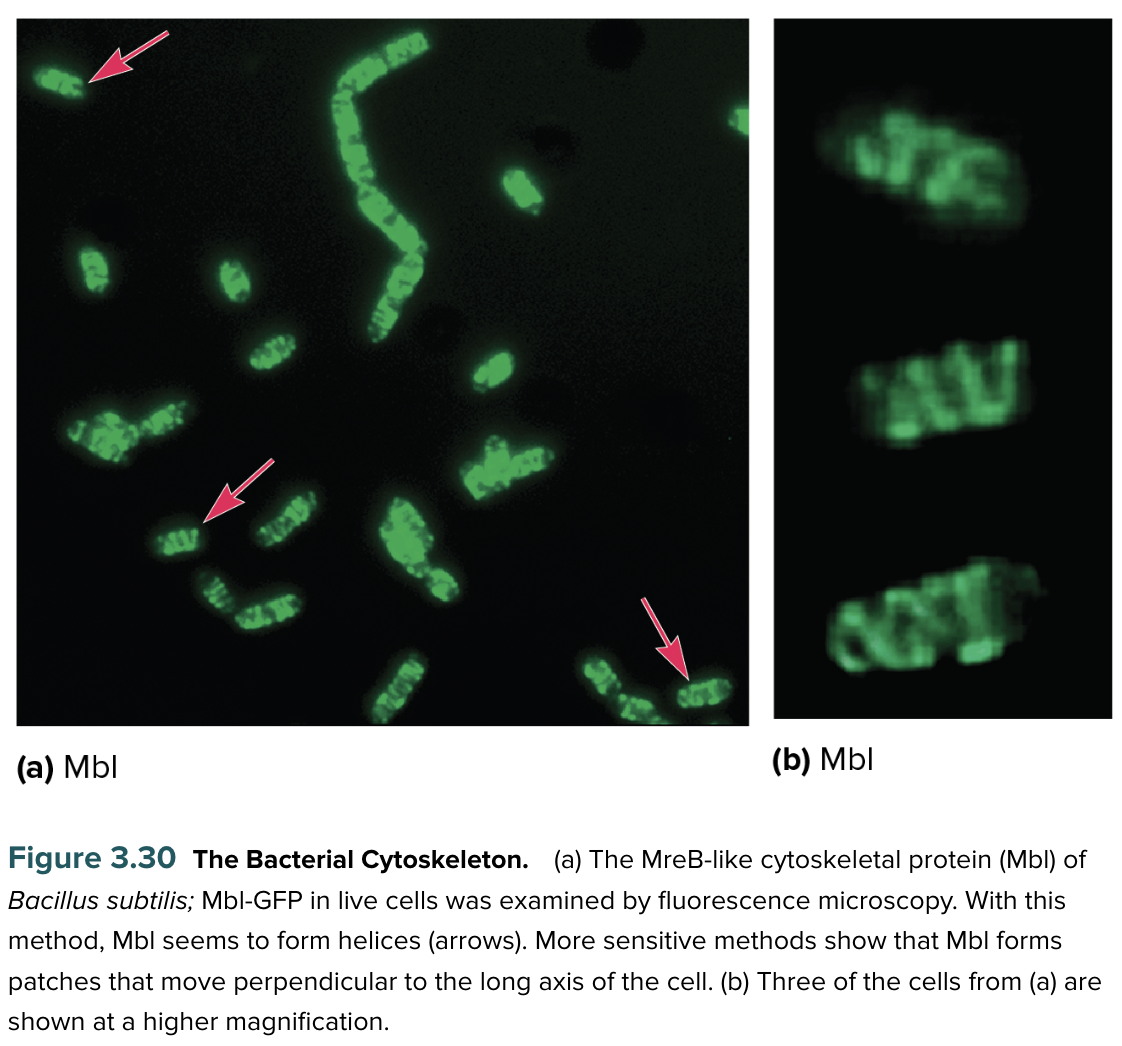 (a) Mbl
(b) Mbl
Figure 3.30 The Bacterial Cytoskeleton. (a) The MreB-like cytoskeletal protein (Mbl) of
Bacillus subtilis; Mbl-GFP in live cells was examined by fluorescence microscopy. With this
method, Mbl seems to form helices (arrows). More sensitive methods show that Mbl forms
patches that move perpendicular to the long axis of the cell. (b) Three of the cells from (a) are
shown at a higher magnification.